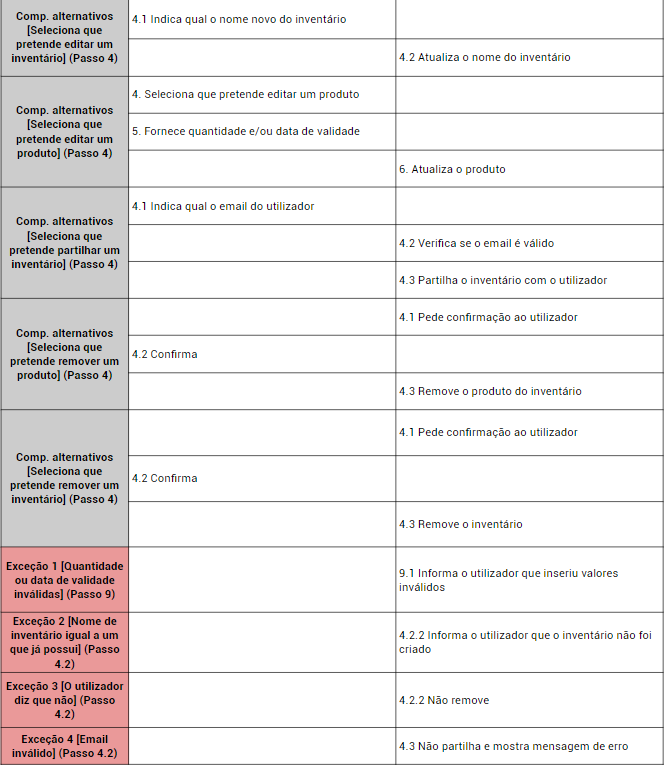 Comp. alternativos
[Seleciona que
pretende editar um
inventário] (Passo 4)
4.1 Indica qual o nome novo do inventário
4.2 Atualiza o nome do inventário
Comp. alternativos
[Seleciona que
pretende editar um
produto] (Passo 4)
4. Seleciona que pretende editar um produto
5. Fornece quantidade e/ou data de validade
6. Atualiza o produto
Comp. alternativos
[Seleciona que
pretende partilhar um
inventário] (Passo 4)
4.1 Indica qual o email do utilizador
4.2 Verifica se o email é válido
4.3 Partilha o inventário com o utilizador
Comp. alternativos
[Seleciona que
pretende remover um
produto] (Passo 4)
4.1 Pede confirmação ao utilizador
4.2 Confirma
4.3 Remove o produto do inventário
Comp. alternativos
[Seleciona que
pretende remover um
inventário] (Passo 4)
4.1 Pede confirmação ao utilizador
4.2 Confirma
4.3 Remove o inventário
Exceção 1 [Quantidade
ou data de validade
inválidas] (Passo 9)
9.1 Informa o utilizador que inseriu valores
inválidos
Exceção 2 [Nome de
inventário igual a um
que já possui] (Passo
4.2)
4.2.2 Informa o utilizador que o inventário não foi
criado
Exceção 3 [O utilizador
diz que não] (Passo
4.2)
4.2.2 Não remove
Exceção 4 [Email
inválido] (Passo 4.2)
4.3 Não partilha e mostra mensagem de erro